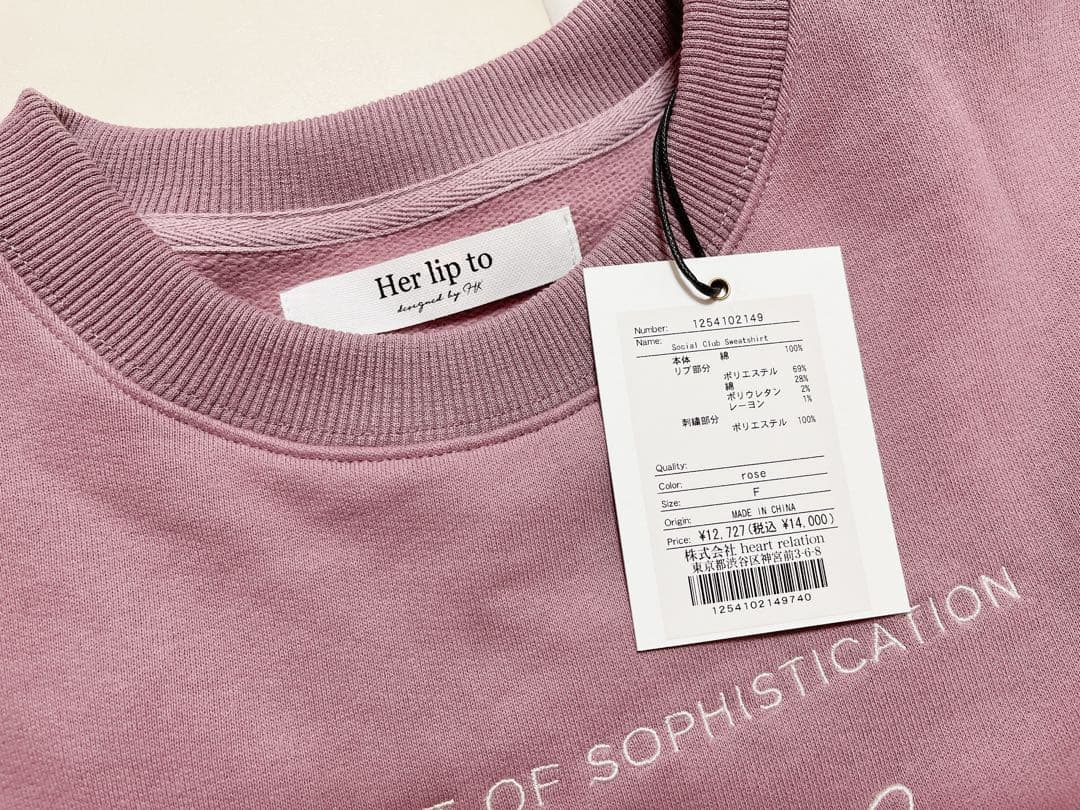 Her lip to
designed by HK
Number: 1254102149
Name: Social Club Sweatshirt
本体 綿 100%
リブ部分 ポリエステル 69%
綿 28%
ポリウレタン 2%
レーヨン 1%
刺繍部分 ポリエステル 100%
Quality:
Color: rose
Size: F
Origin: MADE IN CHINA
Price: ¥12,727(税込 ¥14,000)
株式会社 heart relation
東京都渋谷区神宮前3-6-8
1254102149740
OF SOPHISTICATION